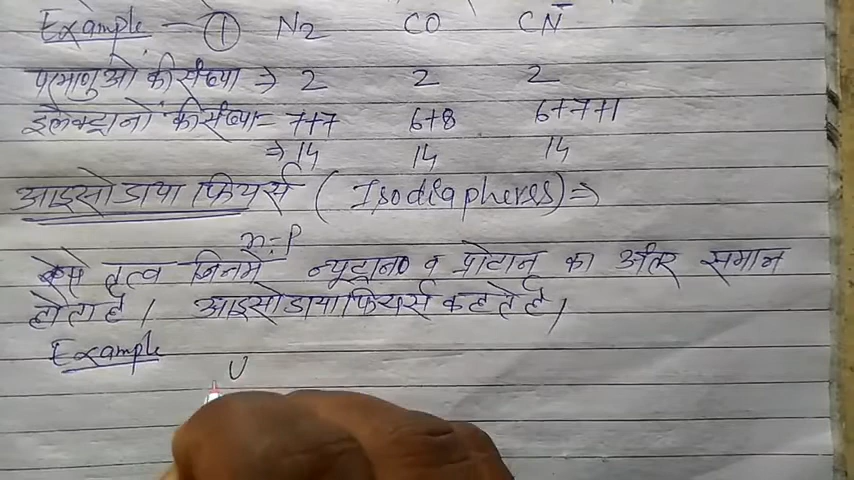 Example - ① N2 CO CN⁻
परमाणुओ की संख्या ⇒ 2 2 2
इलेक्ट्रानों की संख्या = 7+7 6+8 6+7+1
⇒ 14 14 14
आइसोडाया फियर्स ( Isodiapheres) ⇒
n-p
ऐसे तत्व जिनमें न्यूट्रान व प्रोटान का अंतर समान
होता है। आइसोडायाफियर्स कहते है,
Example
U